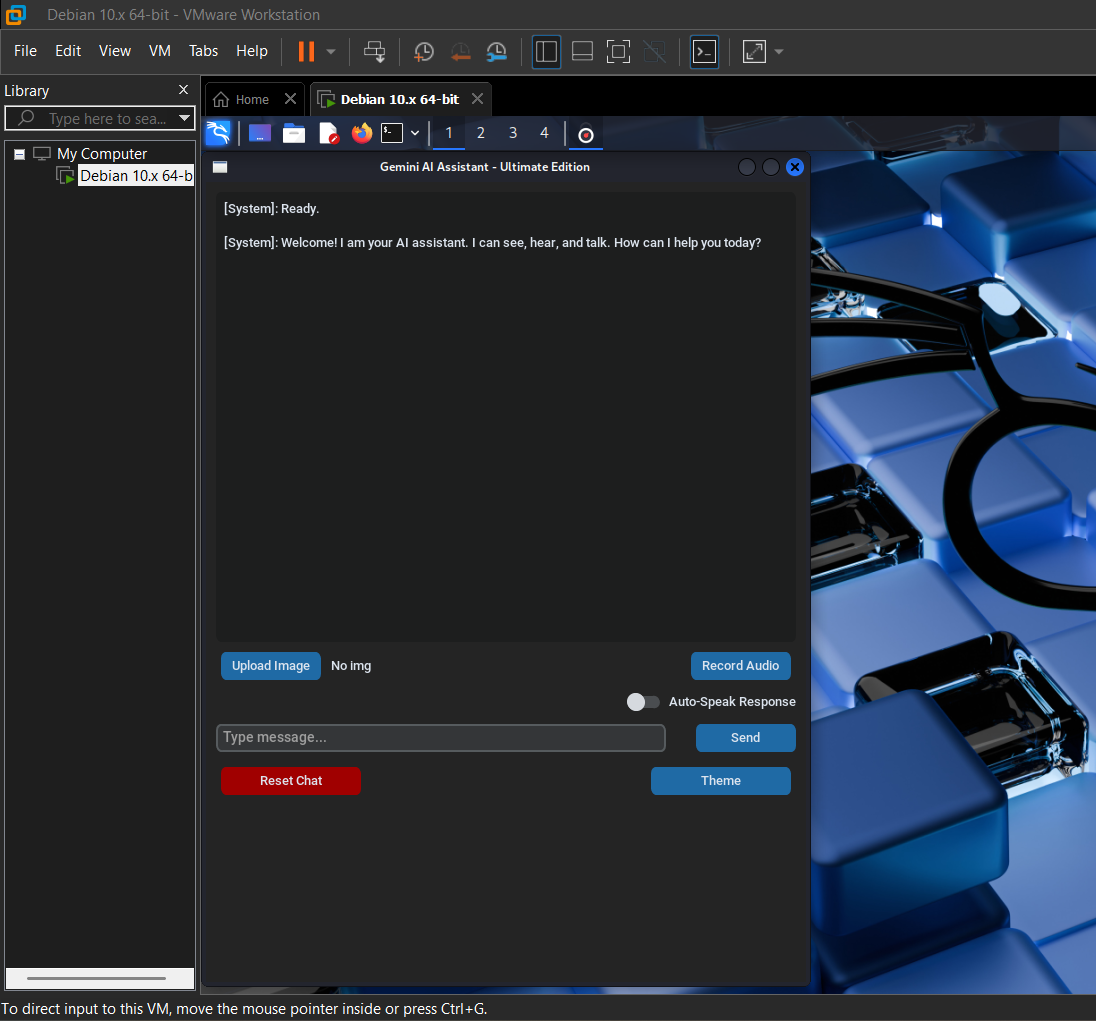 Debian 10.x 64-bit - VMware Workstation
File Edit View VM Tabs Help
Library
Type here to sea...
My Computer
Debian 10.x 64-b
Home
Debian 10.x 64-bit
1 2 3 4
Gemini AI Assistant - Ultimate Edition
[System]: Ready.
[System]: Welcome! I am your AI assistant. I can see, hear, and talk. How can I help you today?
Upload Image No img Record Audio
Auto-Speak Response
Type message... Send
Reset Chat Theme
To direct input to this VM, move the mouse pointer inside or press Ctrl+G.